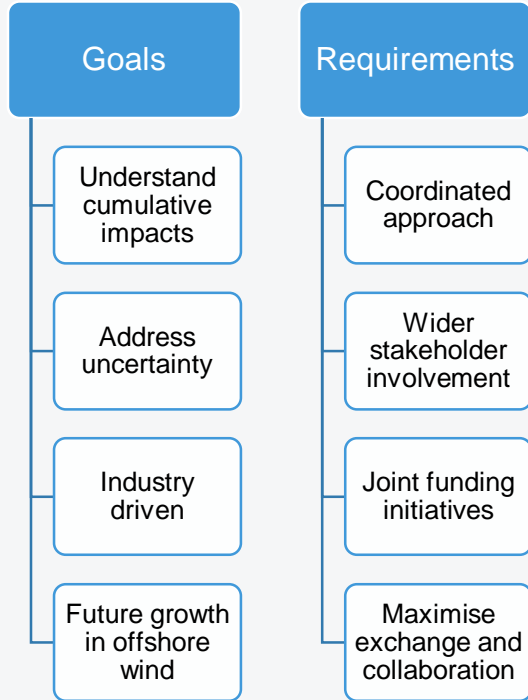 Goals
Understand
cumulative
impacts
Address
uncertainty
Industry
driven
Future growth
in offshore
wind
Requirements
Coordinated
approach
Wider
stakeholder
involvement
Joint funding
initiatives
Maximise
exchange and
collaboration